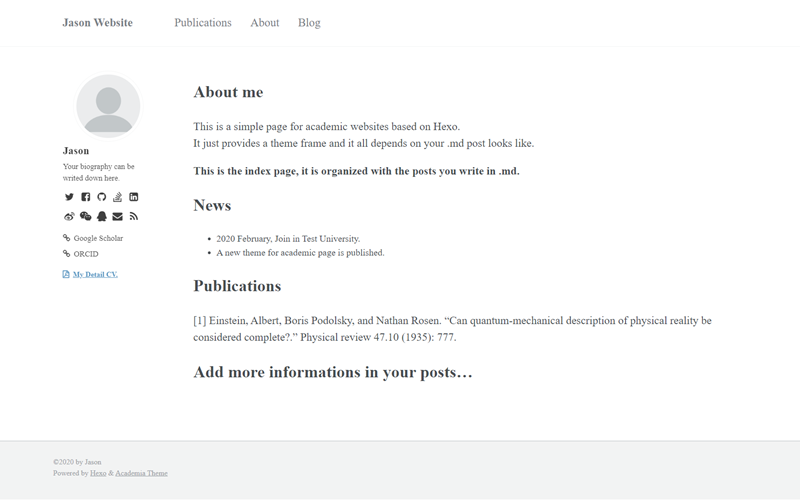 Jason Website Publications About Blog
Jason
Your biography can be
writed down here.
Google Scholar
ORCID
My Detail CV.
About me
This is a simple page for academic websites based on Hexo.
It just provides a theme frame and it all depends on your .md post looks like.
This is the index page, it is organized with the posts you write in .md.
News
2020 February, Join in Test University.
A new theme for academic page is published.
Publications
[1] Einstein, Albert, Boris Podolsky, and Nathan Rosen. “Can quantum-mechanical description of physical reality be
considered complete?.” Physical review 47.10 (1935): 777.
Add more informations in your posts…
©2020 by Jason
Powered by Hexo & Academia Theme